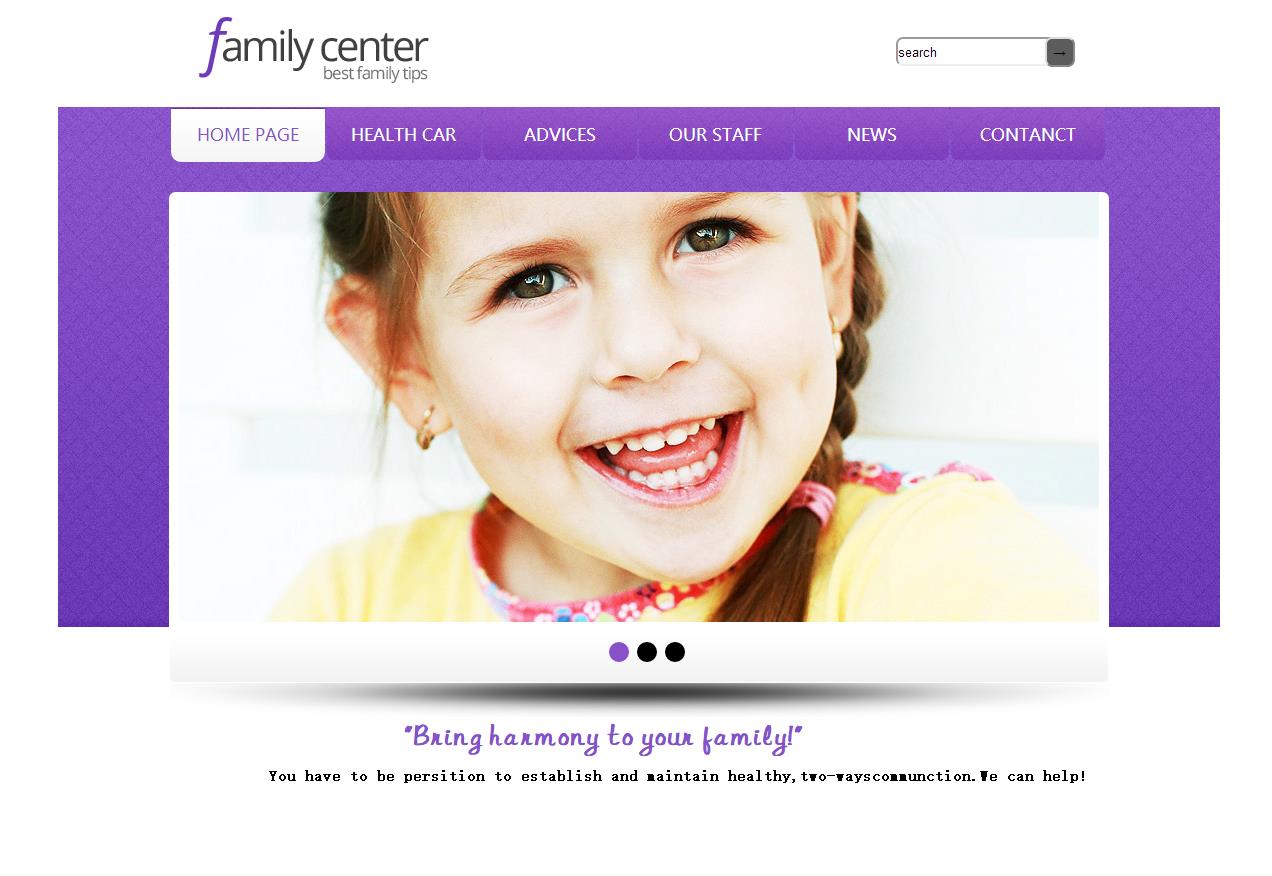 family center
best family tips
search →
HOME PAGE HEALTH CAR ADVICES OUR STAFF NEWS CONTANCT
"Bring harmony to your family!"
You have to be persition to establish and maintain healthy,two-wayscommunction.We can help!